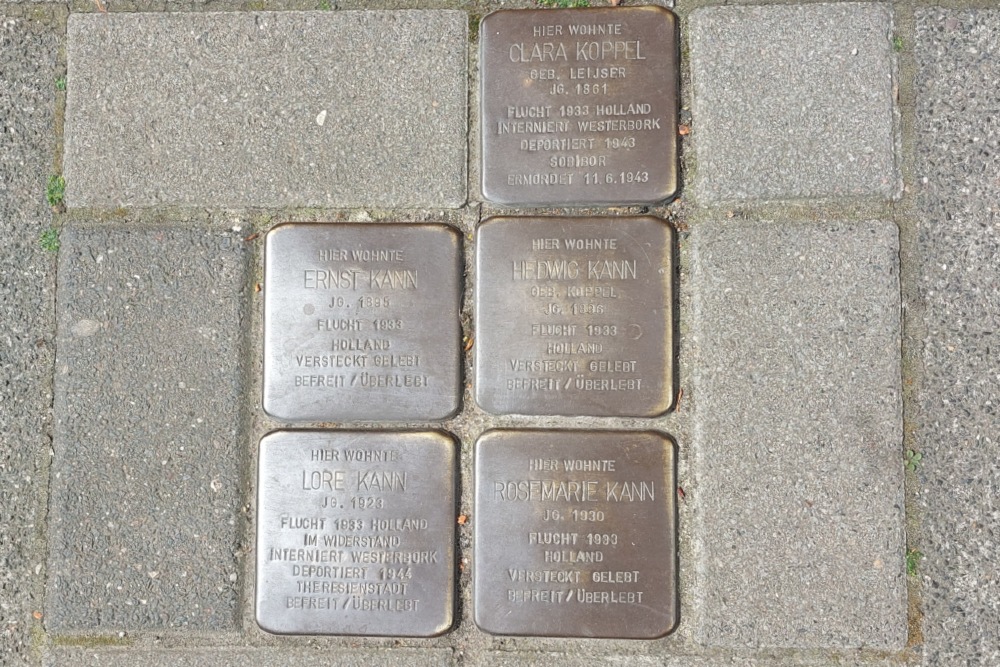 HIER WOHNTE
CLARA KOPPEL
GEB. LEIJSER
JG. 1861
FLUCHT 1933 HOLLAND
INTERNIERT WESTERBORK
DEPORTIERT 1943
SOBIBOR
ERMORDET 11.6.1943
HIER WOHNTE
ERNST KANN
JG. 1895
FLUCHT 1933
HOLLAND
VERSTECKT GELEBT
BEFREIT/ÜBERLEBT
HIER WOHNTE
HEDWIG KANN
GEB. KOPPEL
JG. 1896
FLUCHT 1933
HOLLAND
VERSTECKT GELEBT
BEFREIT/ÜBERLEBT
HIER WOHNTE
LORE KANN
JG. 1923
FLUCHT 1933 HOLLAND
IM WIDERSTAND
INTERNIERT WESTERBORK
DEPORTIERT 1944
THERESIENSTADT
BEFREIT/ÜBERLEBT
HIER WOHNTE
ROSEMARIE KANN
JG. 1930
FLUCHT 1933
HOLLAND
VERSTECKT GELEBT
BEFREIT/ÜBERLEBT